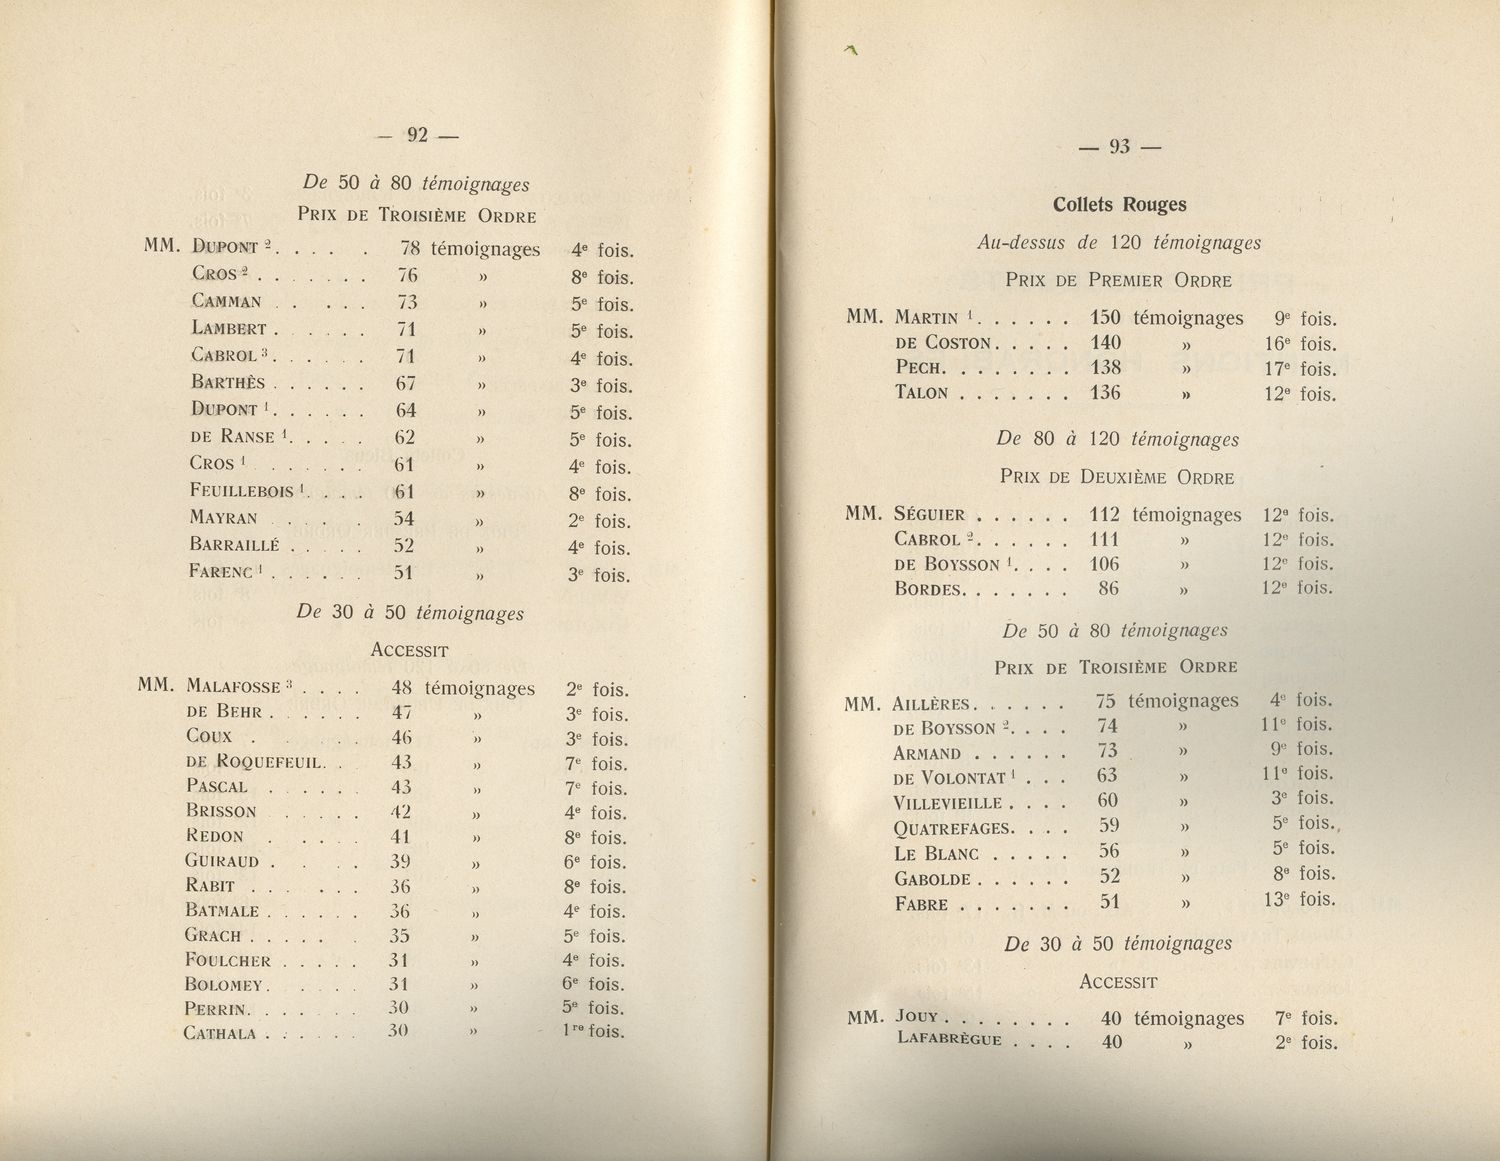 — 92 —
De 50 à 80 témoignages
PRIX DE TROISIÈME ORDRE
MM. DUPONT ². . . . . 78 témoignages 4e fois.
CROS ² . . . . . . . 76 » 8e fois.
CAMMAN . . . . . 73 » 5e fois.
LAMBERT . . . . . 71 » 5e fois.
CABROL ³. . . . . . 71 » 4e fois.
BARTHÈS . . . . . . 67 » 3e fois.
DUPONT ¹. . . . . . 64 » 5e fois.
DE RANSE ¹. . . . . 62 » 5e fois.
CROS ¹ . . . . . . . 61 » 4e fois.
FEUILLEBOIS ¹. . . . 61 » 8e fois.
MAYRAN . . . . . 54 » 2e fois.
BARRAILLÉ . . . . . 52 » 4e fois.
FARENC ¹ . . . . . . 51 » 3e fois.
De 30 à 50 témoignages
ACCESSIT
MM. MALAFOSSE ³ . . . . 48 témoignages 2e fois.
DE BEHR . . . . . . 47 » 3e fois.
COUX . . . . . 46 » 3e fois.
DE ROQUEFEUIL. . . 43 » 7e fois.
PASCAL . . . . . . 43 » 7e fois.
BRISSON . . . . . . 42 » 4e fois.
REDON . . . . . 41 » 8e fois.
GUIRAUD . . . . 39 » 6e fois.
RABIT . . . . . . 36 » 8e fois.
BATMALE . . . . . . 36 » 4e fois.
GRACH . . . . . . 35 » 5e fois.
FOULCHER . . . . . 31 » 4e fois.
BOLOMEY. . . . . 31 » 6e fois.
PERRIN. . . . . . . 30 » 5e fois.
CATHALA . . . . . . 30 » 1re fois.
— 93 —
Collets Rouges
Au-dessus de 120 témoignages
PRIX DE PREMIER ORDRE
MM. MARTIN ¹. . . . . . 150 témoignages 9e fois.
DE COSTON. . . . . 140 » 16e fois.
PECH. . . . . . . . 138 » 17e fois.
TALON . . . . . . . 136 » 12e fois.
De 80 à 120 témoignages
PRIX DE DEUXIÈME ORDRE
MM. SÉGUIER . . . . . . 112 témoignages 12e fois.
CABROL ². . . . . . 111 » 12e fois.
DE BOYSSON ¹. . . . 106 » 12e fois.
BORDES. . . . . . . 86 » 12e fois.
De 50 à 80 témoignages
PRIX DE TROISIÈME ORDRE
MM. AILLÈRES. . . . . . 75 témoignages 4e fois.
DE BOYSSON ². . . . 74 » 11e fois.
ARMAND . . . . . . 73 » 9e fois.
DE VOLONTAT ¹ . . . 63 » 11e fois.
VILLEVIEILLE . . . . 60 » 3e fois.
QUATREFAGES. . . . 59 » 5e fois.
LE BLANC . . . . . 56 » 5e fois.
GABOLDE . . . . . . 52 » 8e fois.
FABRE . . . . . . . 51 » 13e fois.
De 30 à 50 témoignages
ACCESSIT
MM. JOUY . . . . . . . . 40 témoignages 7e fois.
LAFABRÈGUE . . . . 40 » 2e fois.